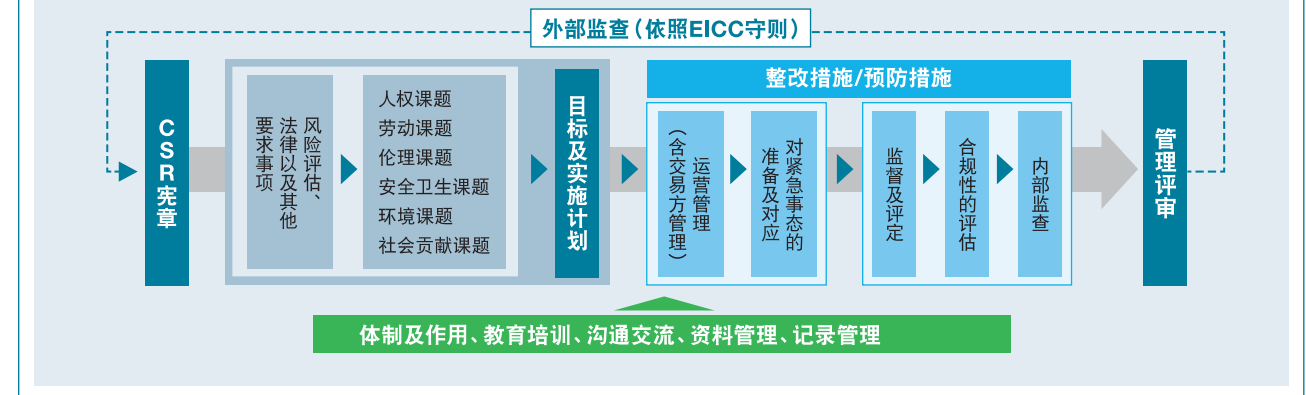 外部监查（依照EICC守则）
CSR宪章
风险评估、
法律以及其他
要求事项
人权课题
劳动课题
伦理课题
安全卫生课题
环境课题
社会贡献课题
目标及实施计划
整改措施/预防措施
运营管理
（含交易方管理）
对紧急事态的
准备及对应
监督及评定
合规性的评估
内部监查
管理评审
体制及作用、教育培训、沟通交流、资料管理、记录管理